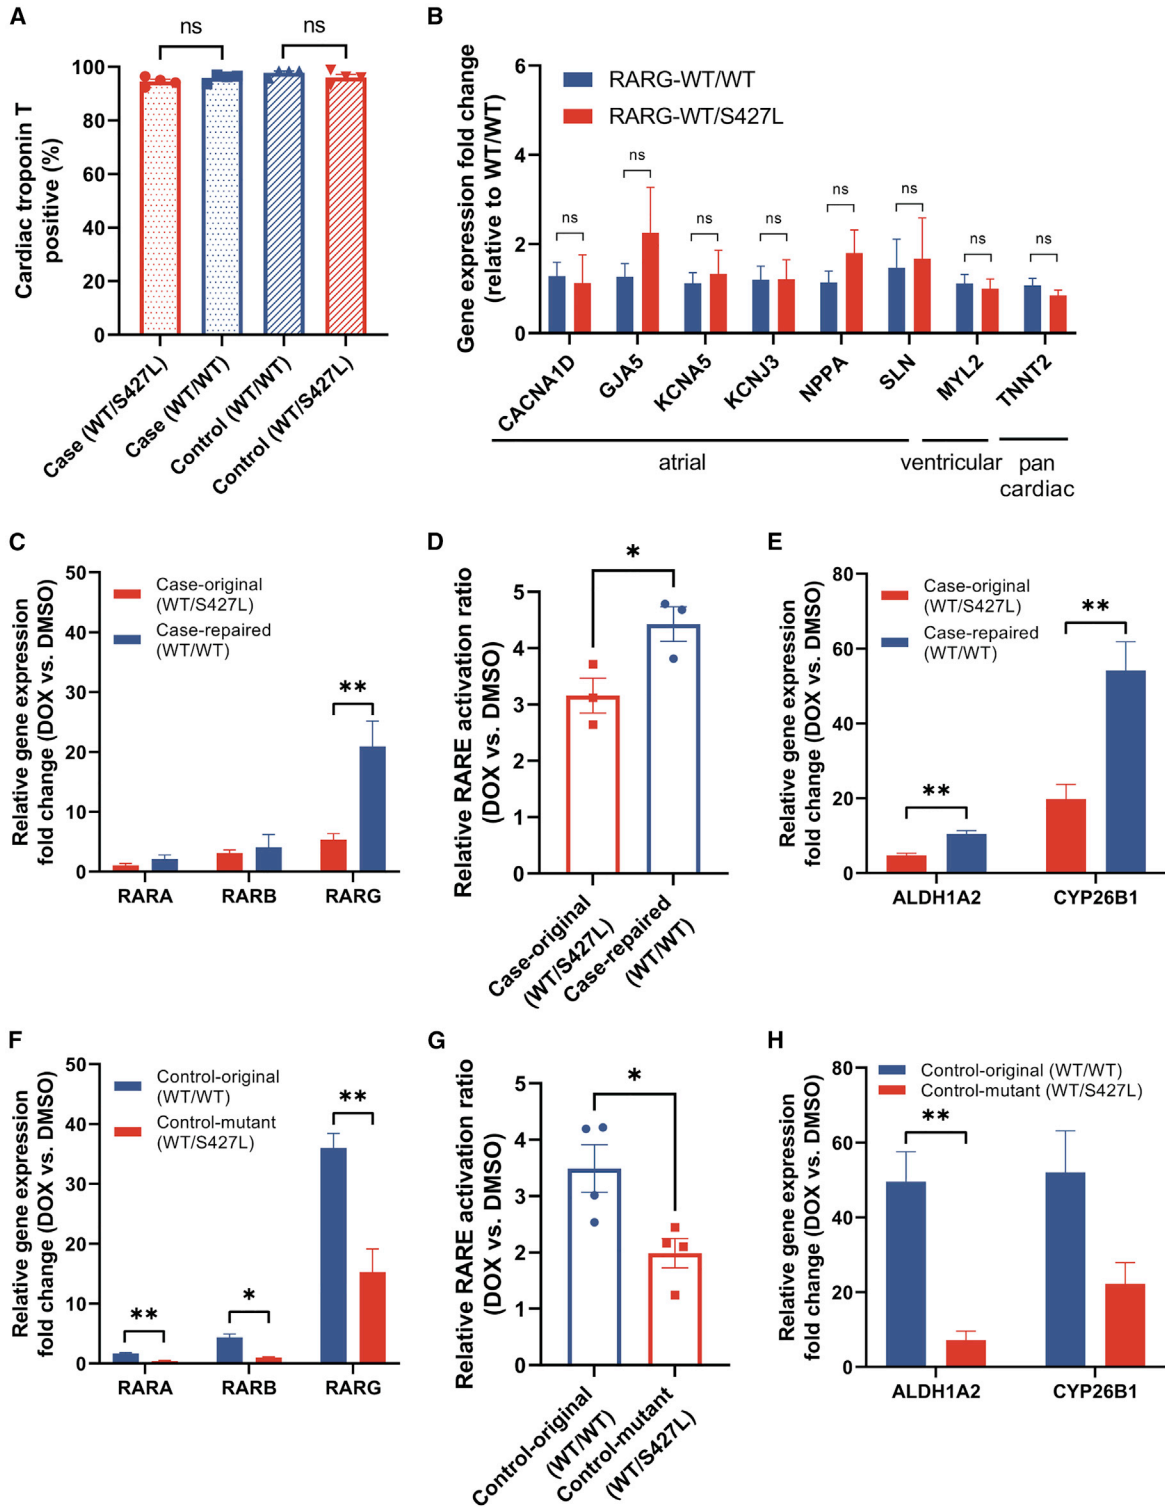 A
ns
ns
Cardiac troponin T
positive (%)
100
80
60
40
20
0
Case (WT/S427L)
Case (WT/WT)
Control (WT/WT)
Control (WT/S427L)
B
Gene expression fold change
(relative to WT/WT)
6
4
2
0
RARG-WT/WT
RARG-WT/S427L
ns
ns
ns
ns
ns
ns
ns
ns
CACNA1D
GJA5
KCNA5
KCNJ3
NPPA
SLN
MYL2
TNNT2
atrial
ventricular
pan
cardiac
C
Relative gene expression
fold change (DOX vs. DMSO)
50
40
30
20
10
0
Case-original
(WT/S427L)
Case-repaired
(WT/WT)
**
RARA
RARB
RARG
D
Relative RARE activation ratio
(DOX vs. DMSO)
5
4
3
2
1
0
*
Case-original
(WT/S427L)
Case-repaired
(WT/WT)
E
Relative gene expression
fold change (DOX vs. DMSO)
80
60
40
20
0
Case-original
(WT/S427L)
Case-repaired
(WT/WT)
**
**
ALDH1A2
CYP26B1
F
Relative gene expression
fold change (DOX vs. DMSO)
50
40
30
20
10
0
Control-original
(WT/WT)
Control-mutant
(WT/S427L)
**
*
**
RARA
RARB
RARG
G
Relative RARE activation ratio
(DOX vs. DMSO)
5
4
3
2
1
0
*
Control-original
(WT/WT)
Control-mutant
(WT/S427L)
H
Relative gene expression
fold change (DOX vs. DMSO)
80
60
40
20
0
Control-original (WT/WT)
Control-mutant (WT/S427L)
**
ALDH1A2
CYP26B1